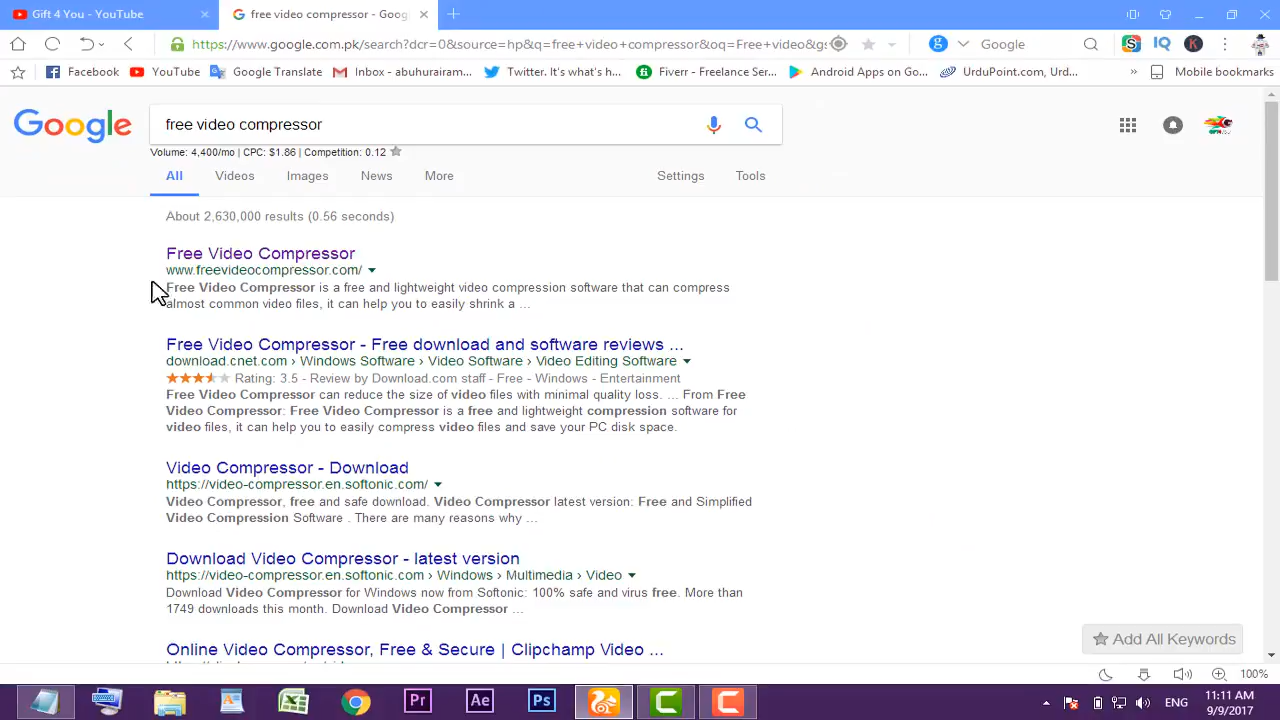 Gift 4 You - YouTube
free video compressor - Goog
https://www.google.com.pk/search?dcr=0&source=hp&q=free+video+compressor&oq=Free+video&gs
Google
IQ
Facebook YouTube Google Translate Inbox - abuhurairam... Twitter. It's what's h... Fiverr - Freelance Ser... Android Apps on Go... UrduPoint.com, Urd... » Mobile bookmarks
Google
free video compressor
Volume: 4,400/mo | CPC: $1.86 | Competition: 0.12
All Videos Images News More Settings Tools
About 2,630,000 results (0.56 seconds)
Free Video Compressor
www.freevideocompressor.com/
Free Video Compressor is a free and lightweight video compression software that can compress
almost common video files, it can help you to easily shrink a ...
Free Video Compressor - Free download and software reviews ...
download.cnet.com › Windows Software › Video Software › Video Editing Software
Rating: 3.5 - Review by Download.com staff - Free - Windows - Entertainment
Free Video Compressor can reduce the size of video files with minimal quality loss. ... From Free
Video Compressor: Free Video Compressor is a free and lightweight compression software for
video files, it can help you to easily compress video files and save your PC disk space.
Video Compressor - Download
https://video-compressor.en.softonic.com/
Video Compressor, free and safe download. Video Compressor latest version: Free and Simplified
Video Compression Software . There are many reasons why ...
Download Video Compressor - latest version
https://video-compressor.en.softonic.com › Windows › Multimedia › Video
Download Video Compressor for Windows now from Softonic: 100% safe and virus free. More than
1749 downloads this month. Download Video Compressor ...
Add All Keywords
Online Video Compressor, Free & Secure | Clipchamp Video ...
100%
Pr Ae Ps
ENG
11:11 AM
9/9/2017